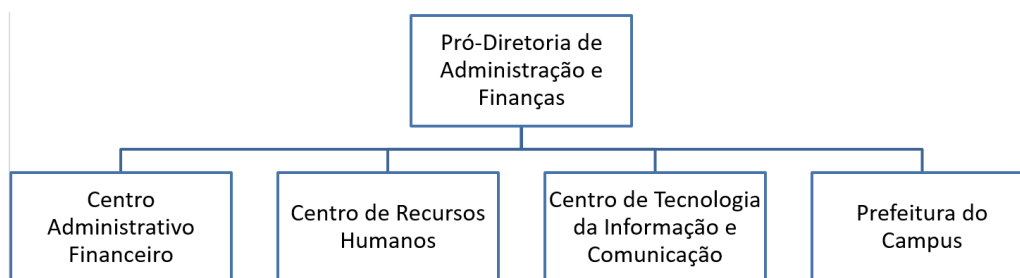 Pró-Diretoria de
Administração e
Finanças
Centro
Administrativo
Financeiro
Centro de Recursos
Humanos
Centro de Tecnologia
da Informação e
Comunicação
Prefeitura do
Campus